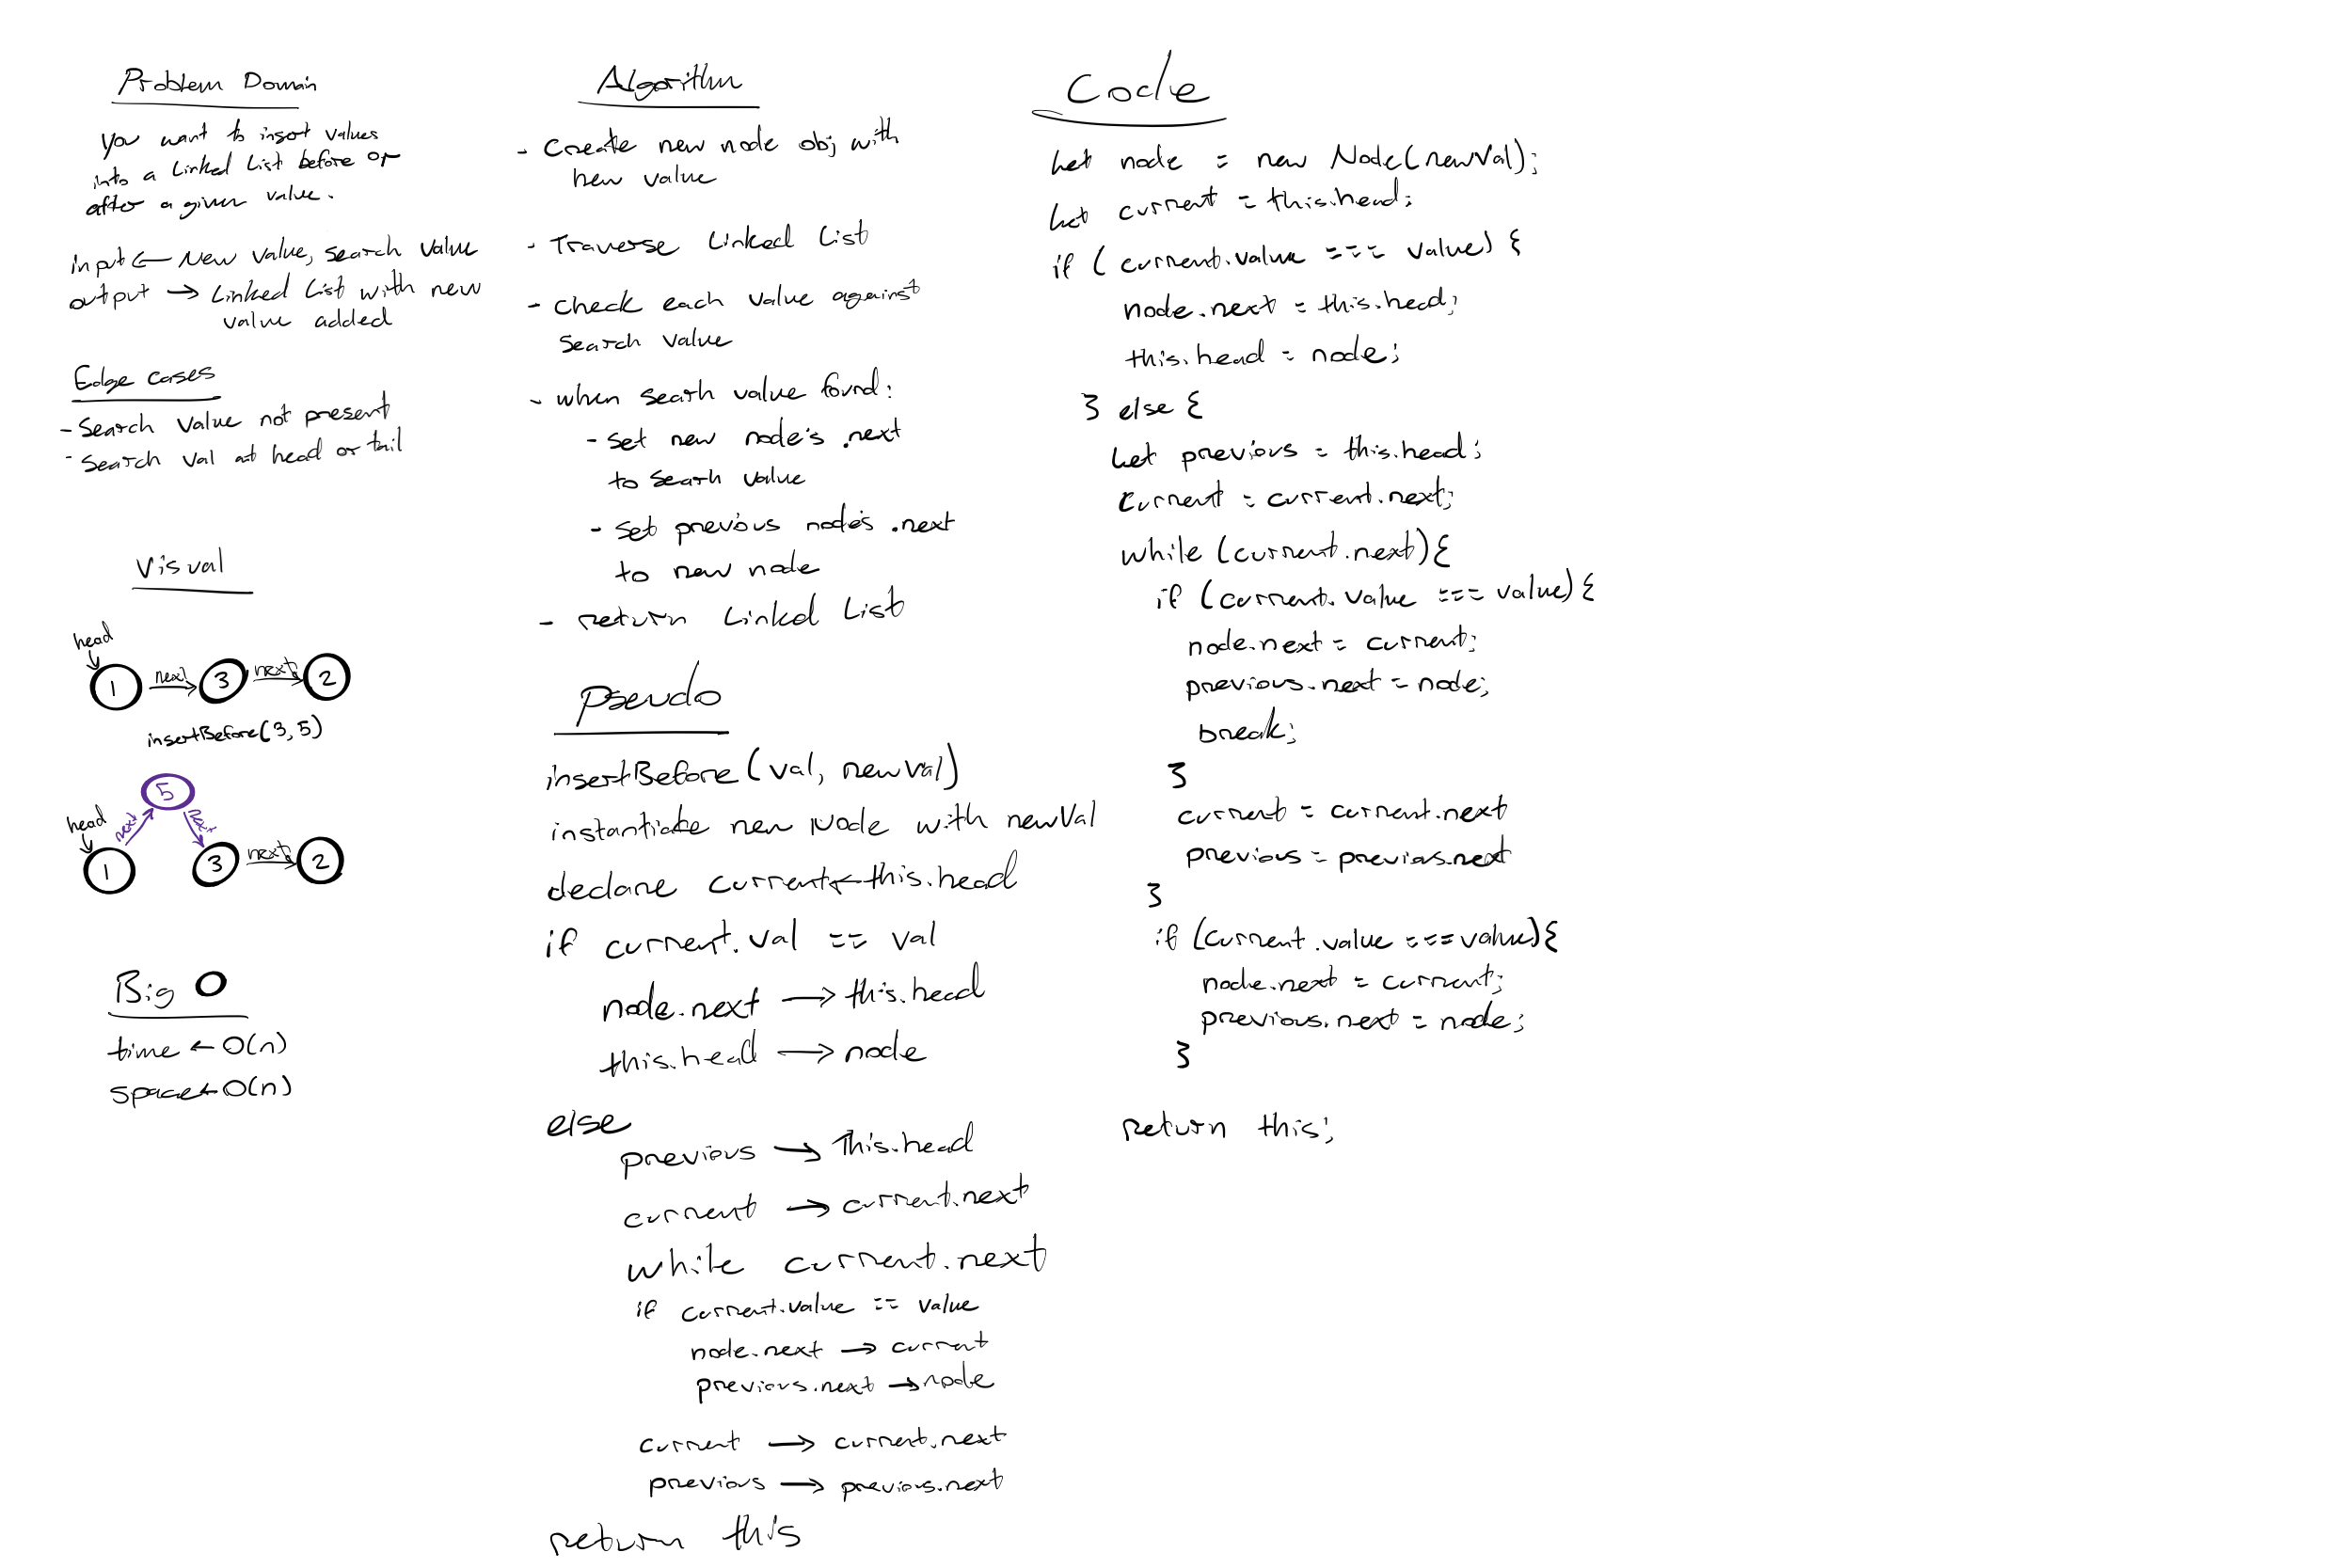 Problem Domain
You want to insert values
into a Linked List before or
after a given value.
input ← New value, search value
output → Linked List with new
value added
Edge cases
- Search value not present
- Search val at head or tail
Visual
head
1 next 3 next 2
insertBefore(3, 5)
5
head next next
1 3 next 2
Big O
time ← O(n)
space ← O(n)
Algorithm
- Create new node obj with
new value
- Traverse Linked List
- Check each value against
search value
- when searh value found:
- set new node's .next
to searh value
- set previous node's .next
to new node
- return Linked List
Pseudo
insertBefore(val, newVal)
instantiate new Node with newVal
declare current ← this.head
if current.val == val
node.next → this.head
this.head → node
else
previous → This.head
current → current.next
while current.next
if current.value == value
node.next → current
previous.next → node
current → current.next
previous → previous.next
return this
Code
Let node = new Node(newVal);
Let current = this.head;
if (current.value === value) {
node.next = this.head;
this.head = node;
} else {
Let previous = this.head;
current = current.next;
while (current.next){
if (current.value === value){
node.next = current;
previous.next = node;
break;
}
current = current.next
previous = previous.next
}
if (current.value === value){
node.next = current;
previous.next = node;
}
return this;